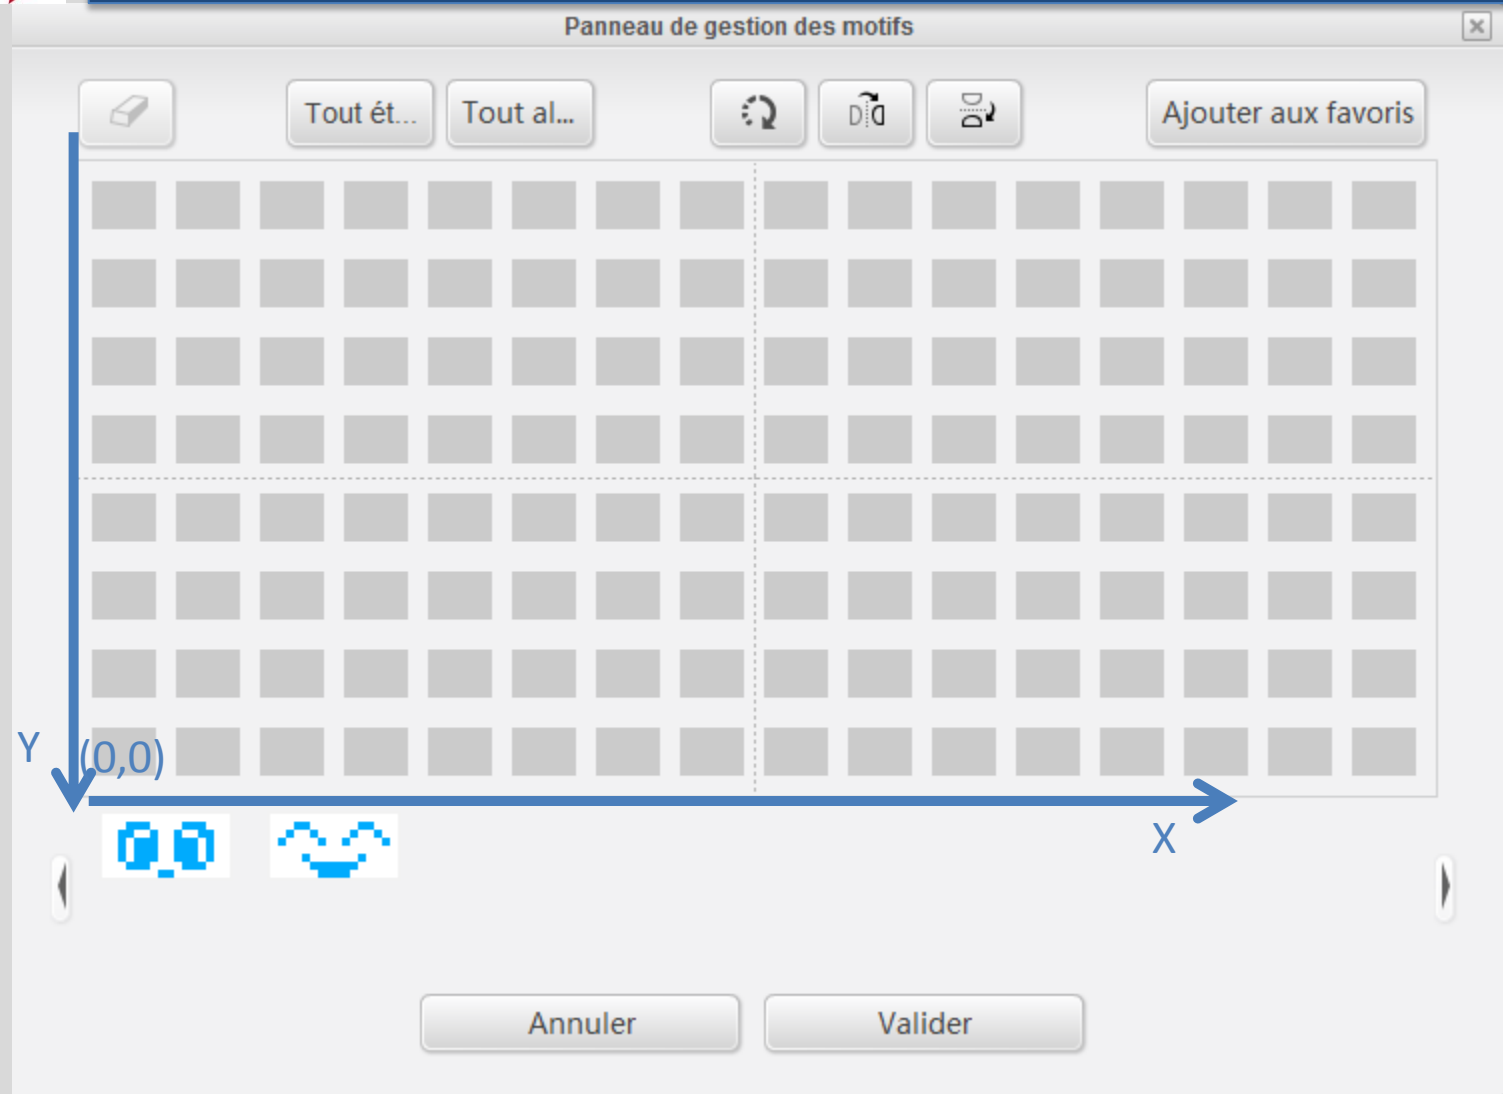 Panneau de gestion des motifs
Tout ét... Tout al... Ajouter aux favoris
Y (0,0)
X
Annuler Valider